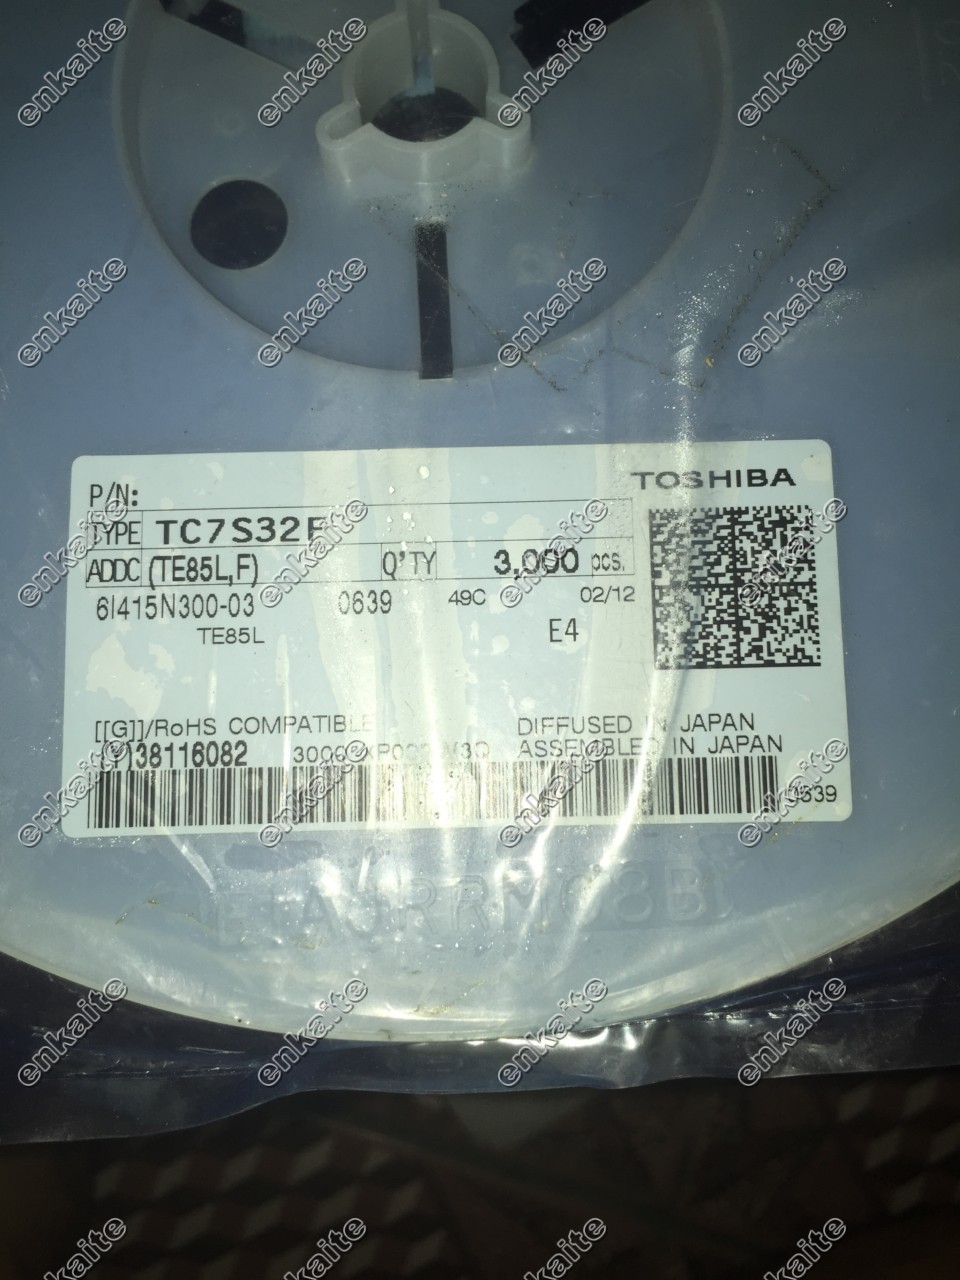 TOSHIBA
P/N:
TYPE TC7S32F
ADDC (TE85L,F) Q'TY 3,000 pcs.
6I415N300-03 0639 49C 02/12
TE85L E4
[[G]]/RoHS COMPATIBLE DIFFUSED IN JAPAN
38116082 ASSEMBLED IN JAPAN
0639
enkaite